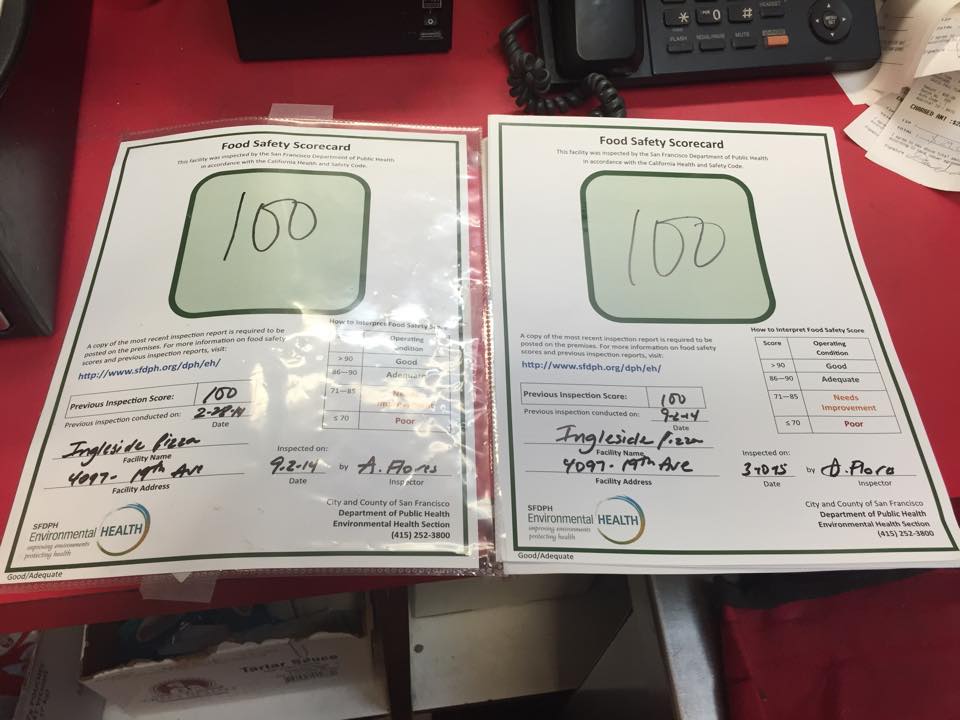 *
0
#
HEADSET
FLASH
MUTE
CHARGED AMT
TOTAL
Food Safety Scorecard
This facility was inspected by the San Francisco Department of Public Health
in accordance with the California Health and Safety Code.
100
A copy of the most recent inspection report is required to be
posted on the premises. For more information on food safety
scores and previous inspection reports, visit:
http://www.sfdph.org/dph/eh/
How to Interpret Food Safety
Operating
Condition
> 90 Good
86—90 Adequate
71—85
≤ 70 Poor
Previous Inspection Score: 100
Previous inspection conducted on: 2-28-14
Date
Ingleside Pizza
Facility Name
4097- 19th Ave
Facility Address
Inspected on:
9.2-14 by A. Flores
Date Inspector
City and County of San Francisco
Department of Public Health
Environmental Health Section
(415) 252-3800
SFDPH
Environmental HEALTH
improving environments
protecting health
Good/Adequate
Food Safety Scorecard
This facility was inspected by the San Francisco Department of Public Health
in accordance with the California Health and Safety Code.
100
A copy of the most recent inspection report is required to be
posted on the premises. For more information on food safety
scores and previous inspection reports, visit:
http://www.sfdph.org/dph/eh/
How to Interpret Food Safety Score
Score Operating
Condition
> 90 Good
86—90 Adequate
71—85 Needs
Improvement
≤ 70 Poor
Previous Inspection Score: 100
Previous inspection conducted on: 9-2-14
Date
Ingleside Pizza
Facility Name
4097- 19th Ave
Facility Address
Inspected on:
by A. Flora
Date Inspector
City and County of San Francisco
Department of Public Health
Environmental Health Section
(415) 252-3800
SFDPH
Environmental HEALTH
improving environments
protecting health
Good/Adequate
Tartar Sauce